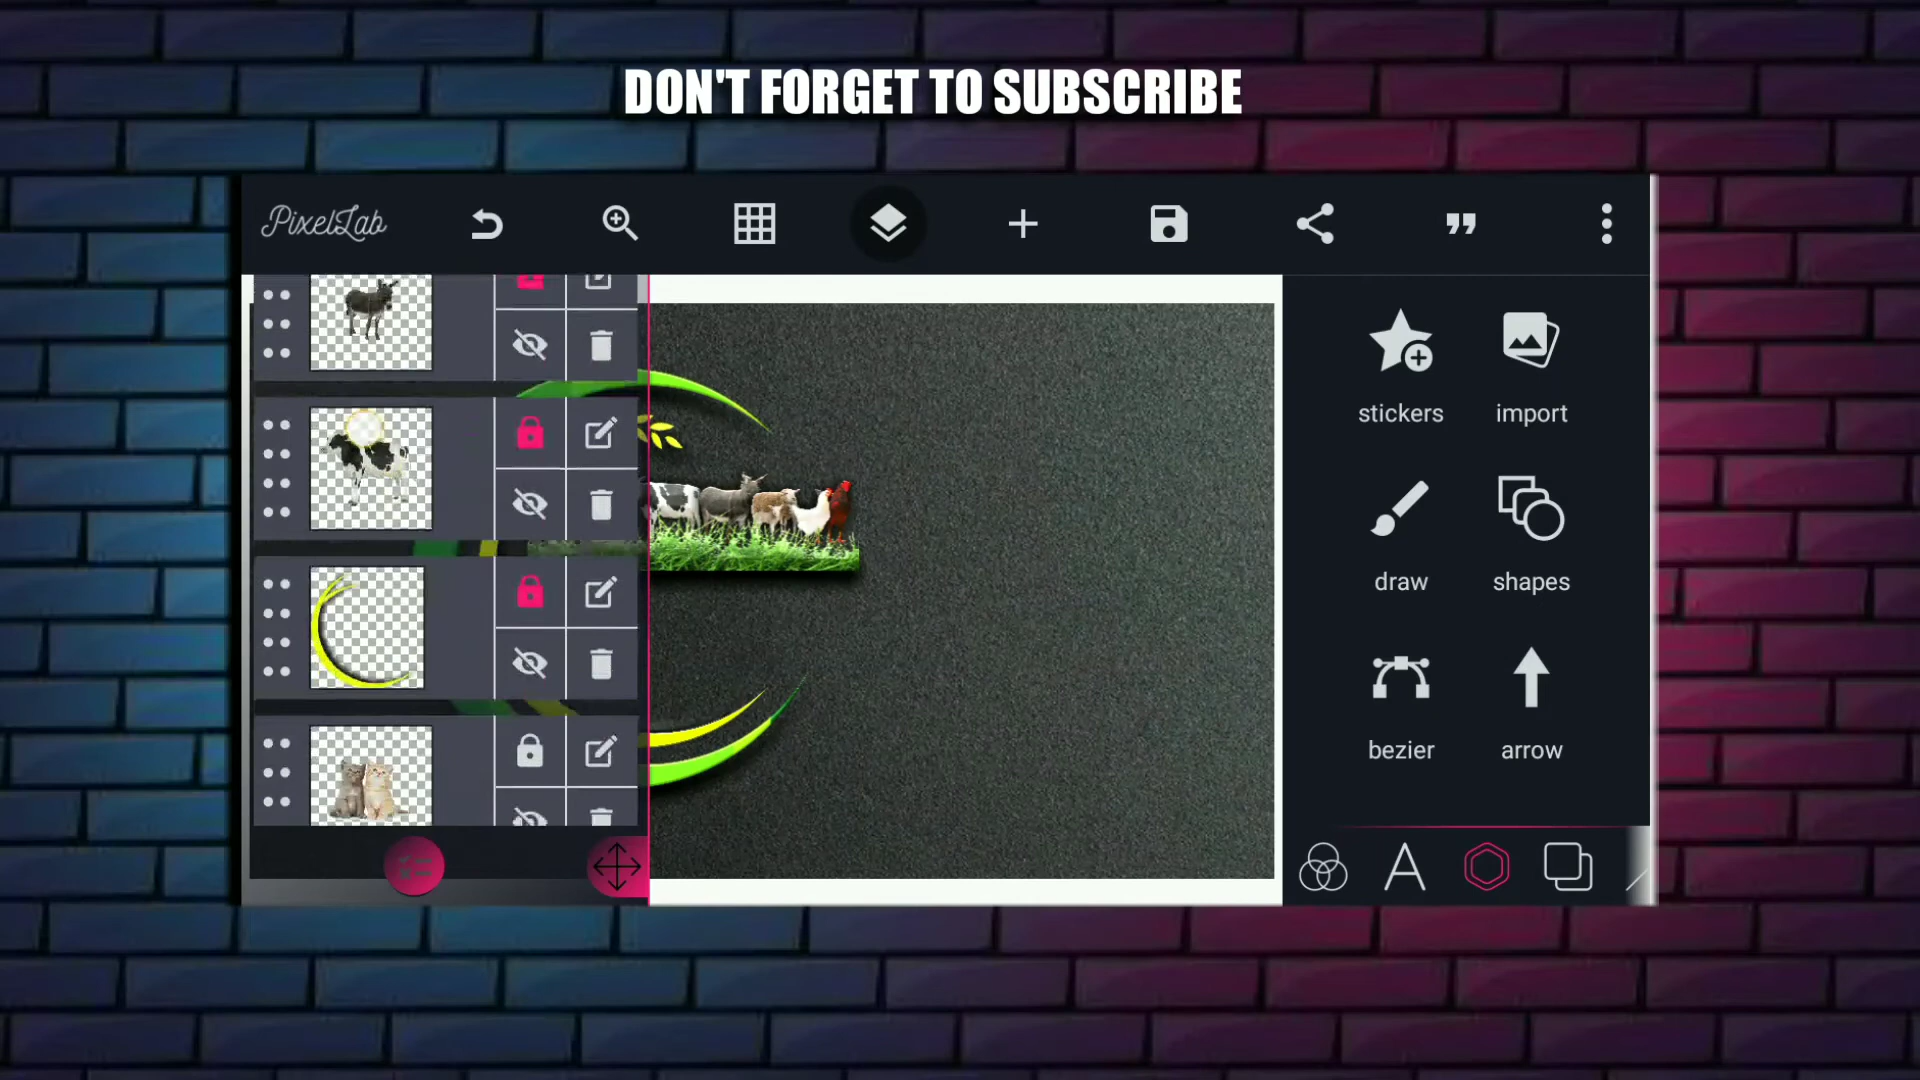 DON'T FORGET TO SUBSCRIBE
PixelLab
stickers
import
draw
shapes
bezier
arrow